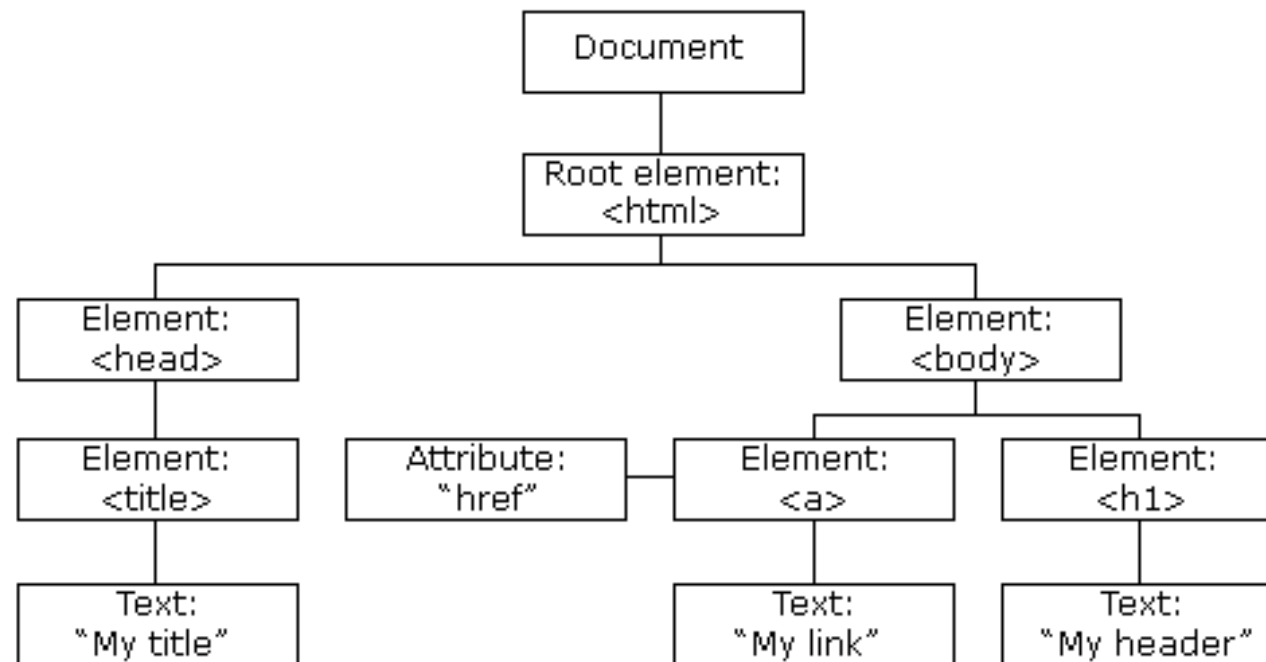 Document
Root element:
<html>
Element:
<head>
Element:
<body>
Element:
<title>
Attribute:
“href”
Element:
<a>
Element:
<h1>
Text:
“My title”
Text:
“My link”
Text:
“My header”